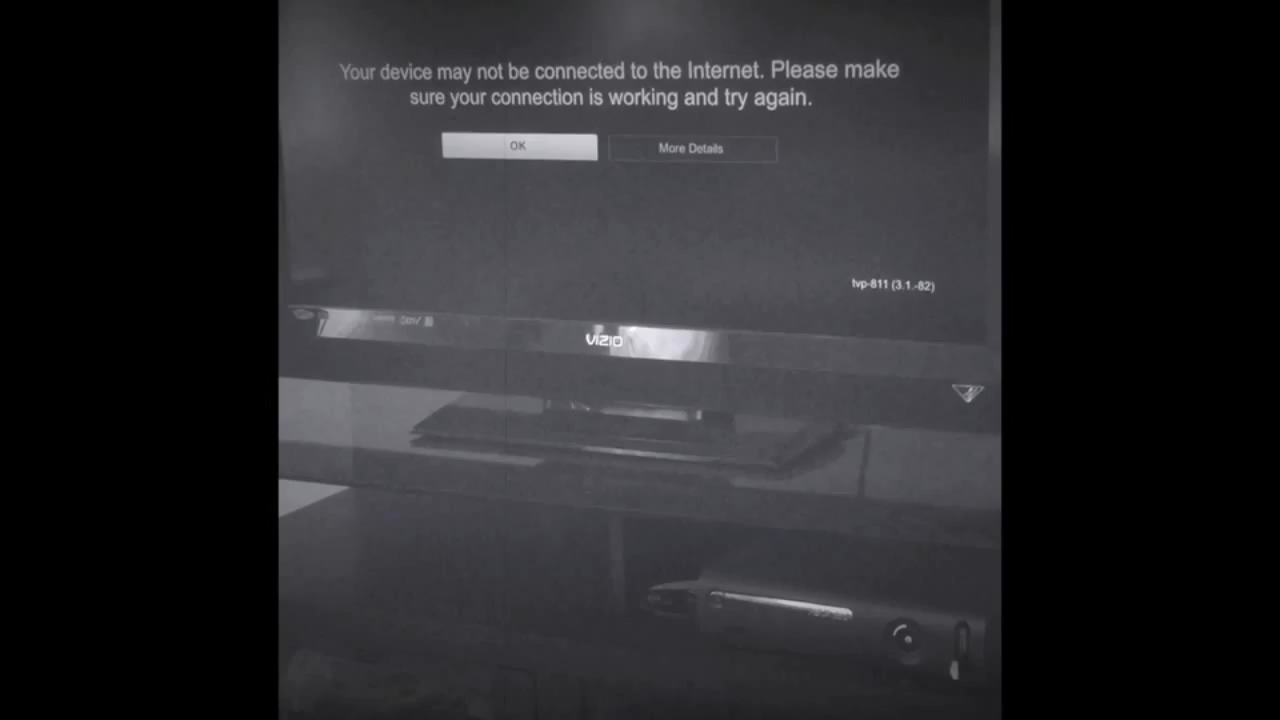 Your device may not be connected to the Internet. Please make
sure your connection is working and try again.
OK
More Details
tvp-811 (3.1.-82)
VIZIO